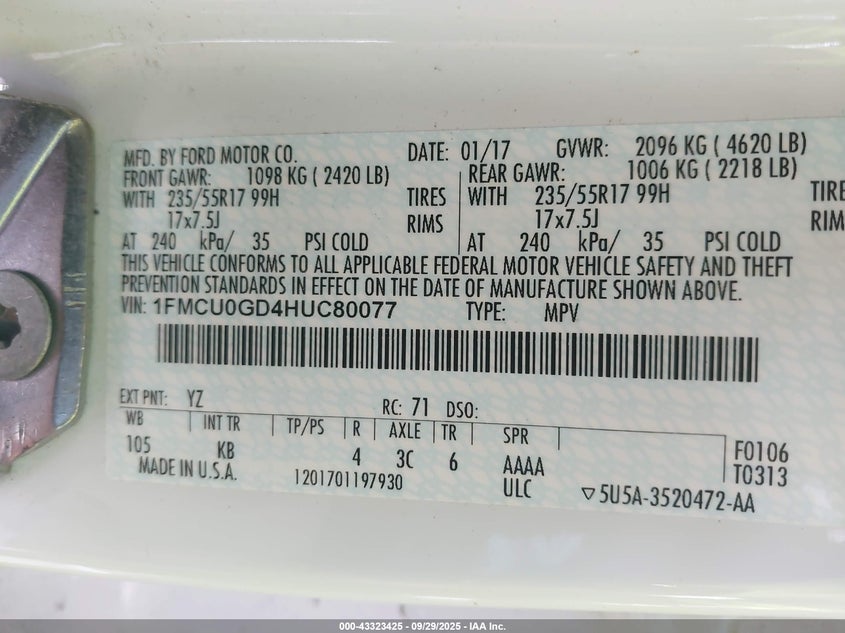 MFD. BY FORD MOTOR CO. DATE: 01/17 GVWR: 2096 KG ( 4620 LB)
FRONT GAWR: 1098 KG ( 2420 LB) REAR GAWR: 1006 KG ( 2218 LB)
WITH 235/55R17 99H TIRES WITH 235/55R17 99H TIRE
17x7.5J RIMS 17x7.5J RIM
AT 240 kPa/ 35 PSI COLD AT 240 kPa/ 35 PSI COLD
THIS VEHICLE CONFORMS TO ALL APPLICABLE FEDERAL MOTOR VEHICLE SAFETY AND THEFT
PREVENTION STANDARDS IN EFFECT ON THE DATE OF MANUFACTURE SHOWN ABOVE.
VIN: 1FMCU0GD4HUC80077 TYPE: MPV
EXT PNT: YZ RC: 71 DSO:
WB INT TR TP/PS R AXLE TR SPR F0106
105 KB 4 3C 6 AAAA T0313
MADE IN U.S.A. 1201701197930 ULC ▽5U5A-3520472-AA
000-43323425 - 09/29/2025 - IAA Inc.